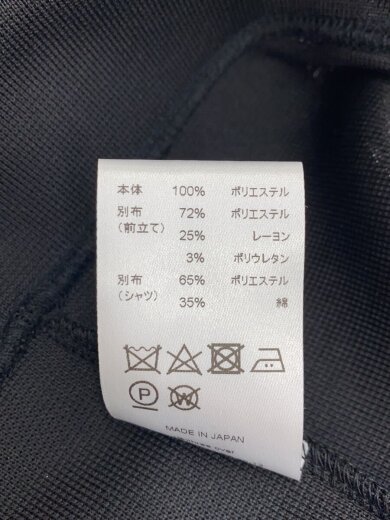 本体 100% ポリエステル
別布 72% ポリエステル
(前立て) 25% レーヨン
3% ポリウレタン
別布 65% ポリエステル
(シャツ) 35% 綿
P W
MADE IN JAPAN
over